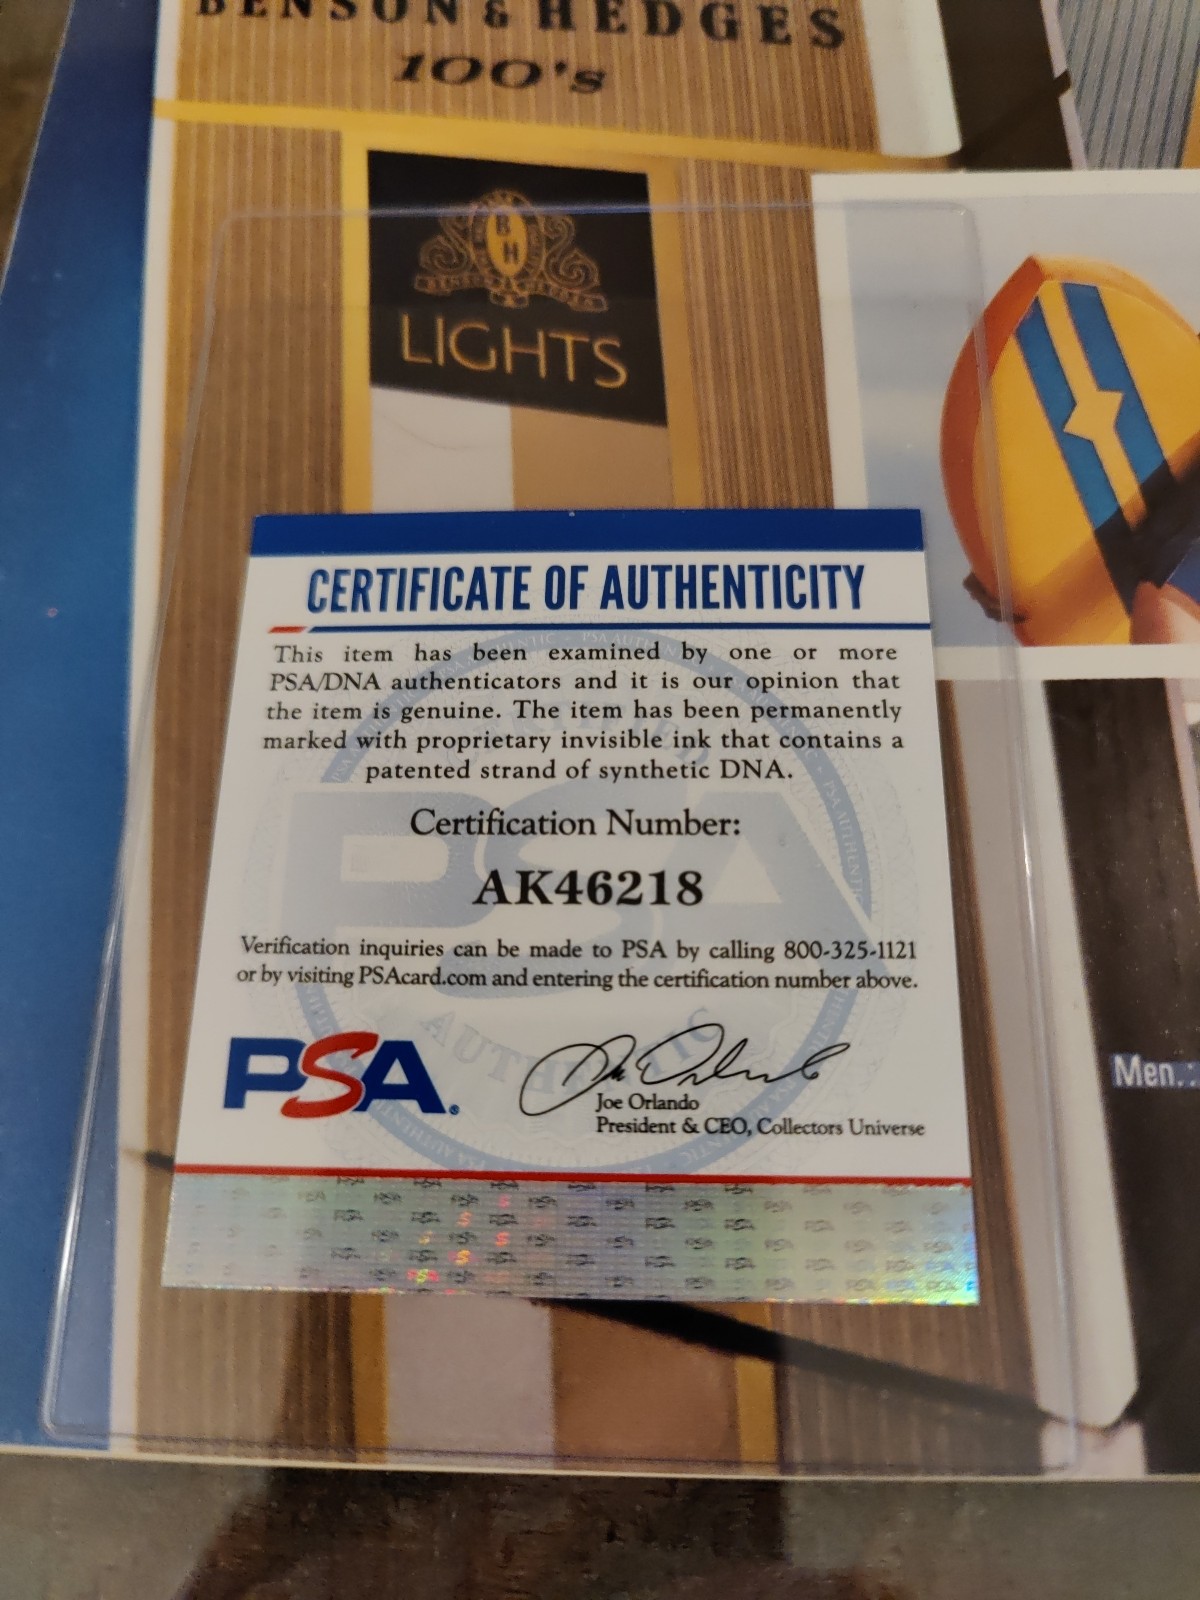 BENSON & HEDGES
100's
B
H
LIGHTS
CERTIFICATE OF AUTHENTICITY
This item has been examined by one or more
PSA/DNA authenticators and it is our opinion that
the item is genuine. The item has been permanently
marked with proprietary invisible ink that contains a
patented strand of synthetic DNA.
Certification Number:
AK46218
Verification inquiries can be made to PSA by calling 800-325-1121
or by visiting PSAcard.com and entering the certification number above.
PSA®
Joe Orlando
President & CEO, Collectors Universe
Men.: